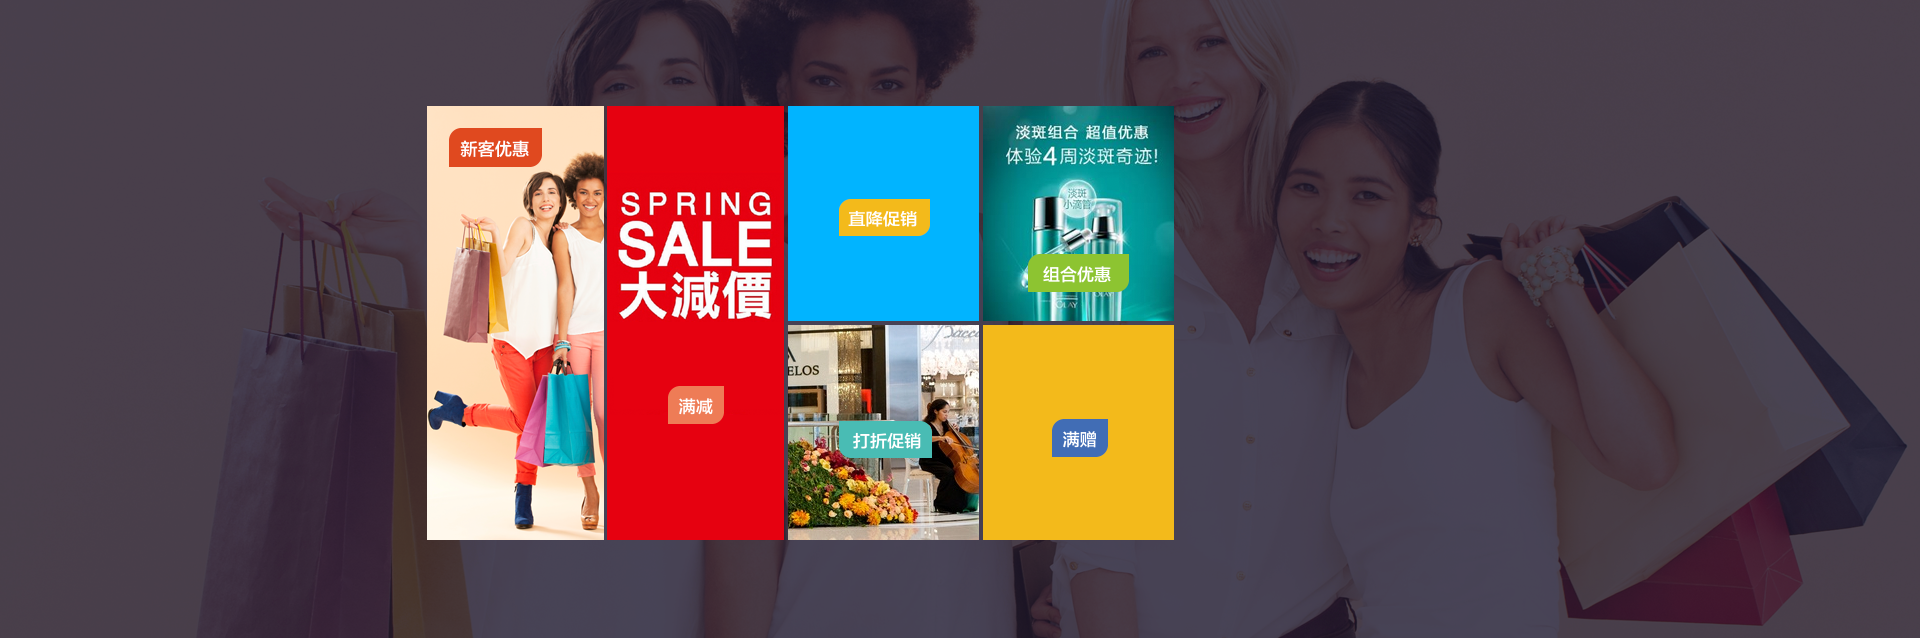 新客优惠
SPRING
SALE
大減價
满减
直降促销
淡斑组合 超值优惠
体验4周淡斑奇迹!
淡斑
小滴管
组合优惠
OLAY
OLAY
ELOS
Bacca
打折促销
满赠